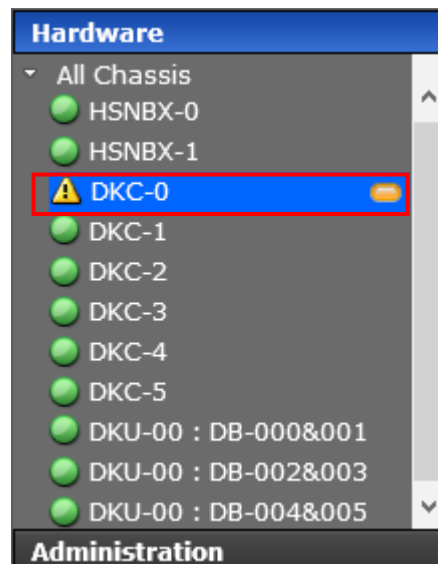 Hardware
All Chassis
HSNBX-0
HSNBX-1
DKC-0
DKC-1
DKC-2
DKC-3
DKC-4
DKC-5
DKU-00 : DB-000&001
DKU-00 : DB-002&003
DKU-00 : DB-004&005
Administration